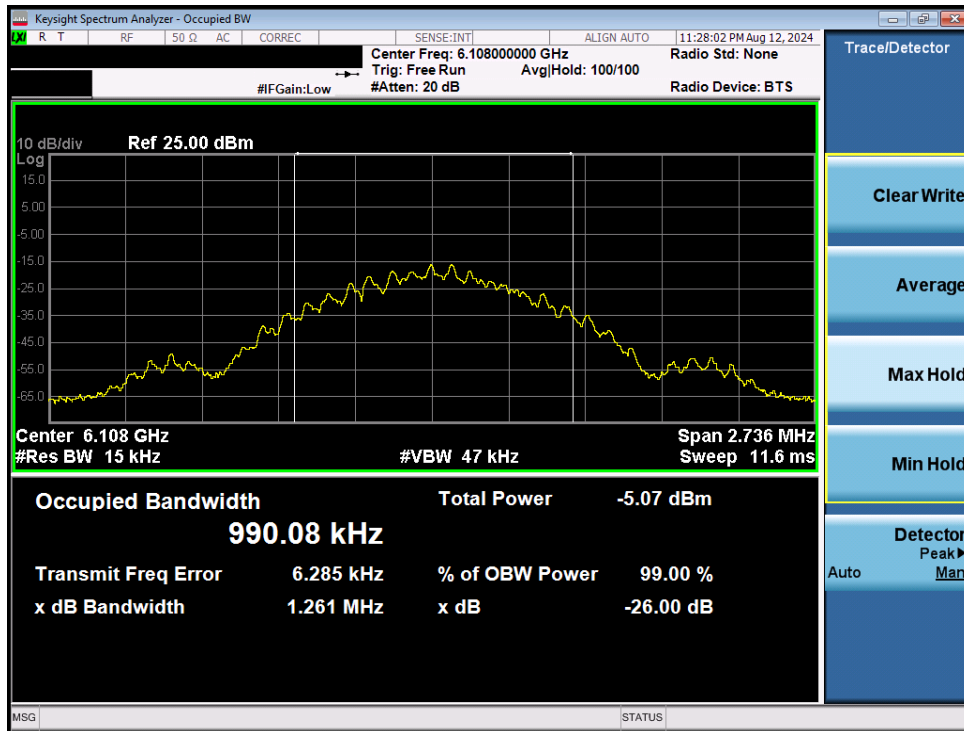 Keysight Spectrum Analyzer - Occupied BW
LXI R T RF 50 Ω AC CORREC SENSE:INT ALIGN AUTO 11:28:02 PM Aug 12, 2024
Center Freq: 6.108000000 GHz Radio Std: None
Trig: Free Run Avg|Hold: 100/100
#IFGain:Low #Atten: 20 dB Radio Device: BTS
Trace/Detector
10 dB/div Ref 25.00 dBm
Log
15.0
5.00
-5.00
-15.0
-25.0
-35.0
-45.0
-55.0
-65.0
Center 6.108 GHz Span 2.736 MHz
#Res BW 15 kHz #VBW 47 kHz Sweep 11.6 ms
Occupied Bandwidth Total Power -5.07 dBm
990.08 kHz
Transmit Freq Error 6.285 kHz % of OBW Power 99.00 %
x dB Bandwidth 1.261 MHz x dB -26.00 dB
Clear Write
Average
Max Hold
Min Hold
Detector
Peak▶
Auto Man
MSG STATUS